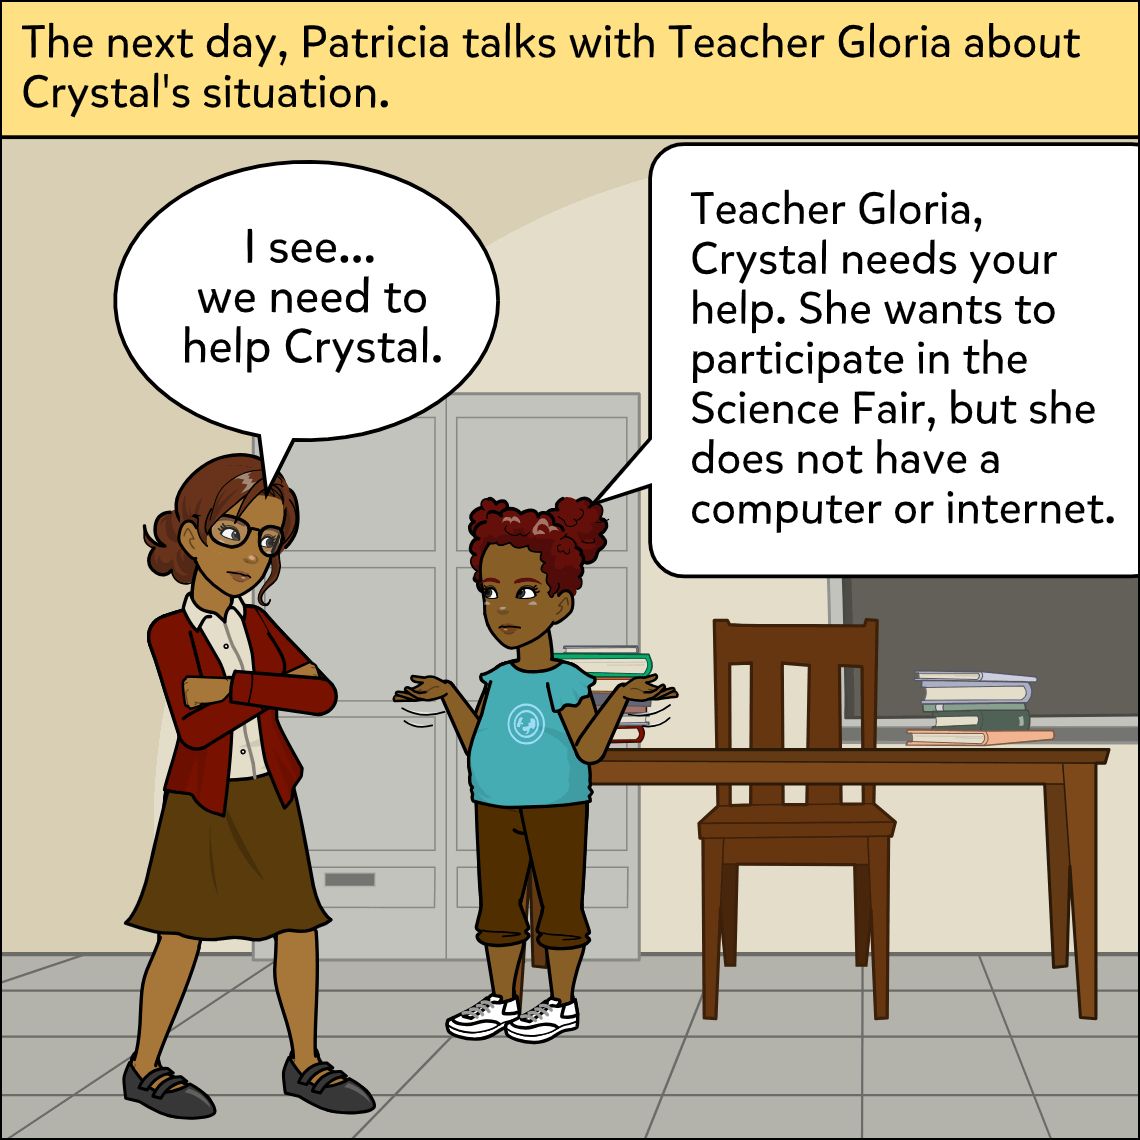 The next day, Patricia talks with Teacher Gloria about
Crystal's situation.
I see...
we need to
help Crystal.
Teacher Gloria,
Crystal needs your
help. She wants to
participate in the
Science Fair, but she
does not have a
computer or internet.